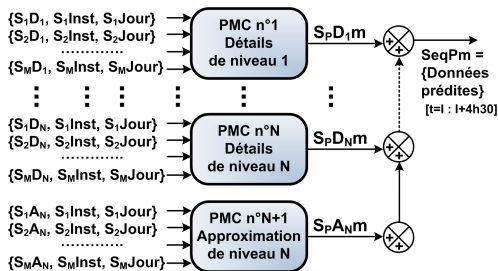 {S1D1, S1Inst, S1Jour}
{S2D1, S2Inst, S2Jour}
............
{SMD1, SMInst, SMJour}
PMC n°1
Détails
de niveau 1
SPD1m
SeqPm =
{Données
prédites}
[t=I : I+4h30]
{S1DN, S1Inst, S1Jour}
{S2DN, S2Inst, S2Jour}
............
{SMDN, SMInst, SMJour}
PMC n°N
Détails
de niveau N
SPDNm
{S1AN, S1Inst, S1Jour}
{S2AN, S2Inst, S2Jour}
............
{SMAN, SMInst, SMJour}
PMC n°N+1
Approximation
de niveau N
SPANm